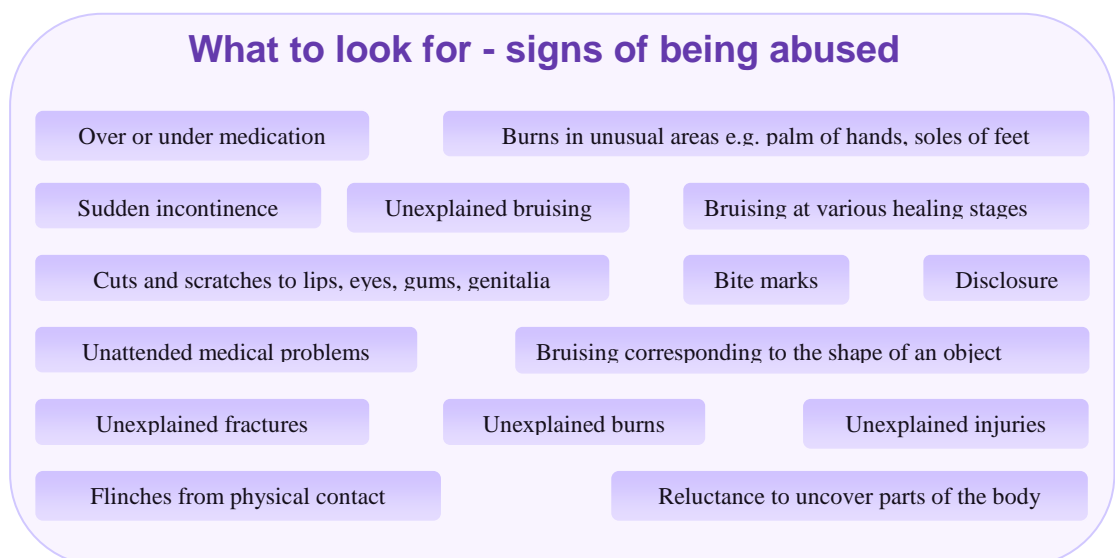 What to look for - signs of being abused
Over or under medication
Burns in unusual areas e.g. palm of hands, soles of feet
Sudden incontinence
Unexplained bruising
Bruising at various healing stages
Cuts and scratches to lips, eyes, gums, genitalia
Bite marks
Disclosure
Unattended medical problems
Bruising corresponding to the shape of an object
Unexplained fractures
Unexplained burns
Unexplained injuries
Flinches from physical contact
Reluctance to uncover parts of the body